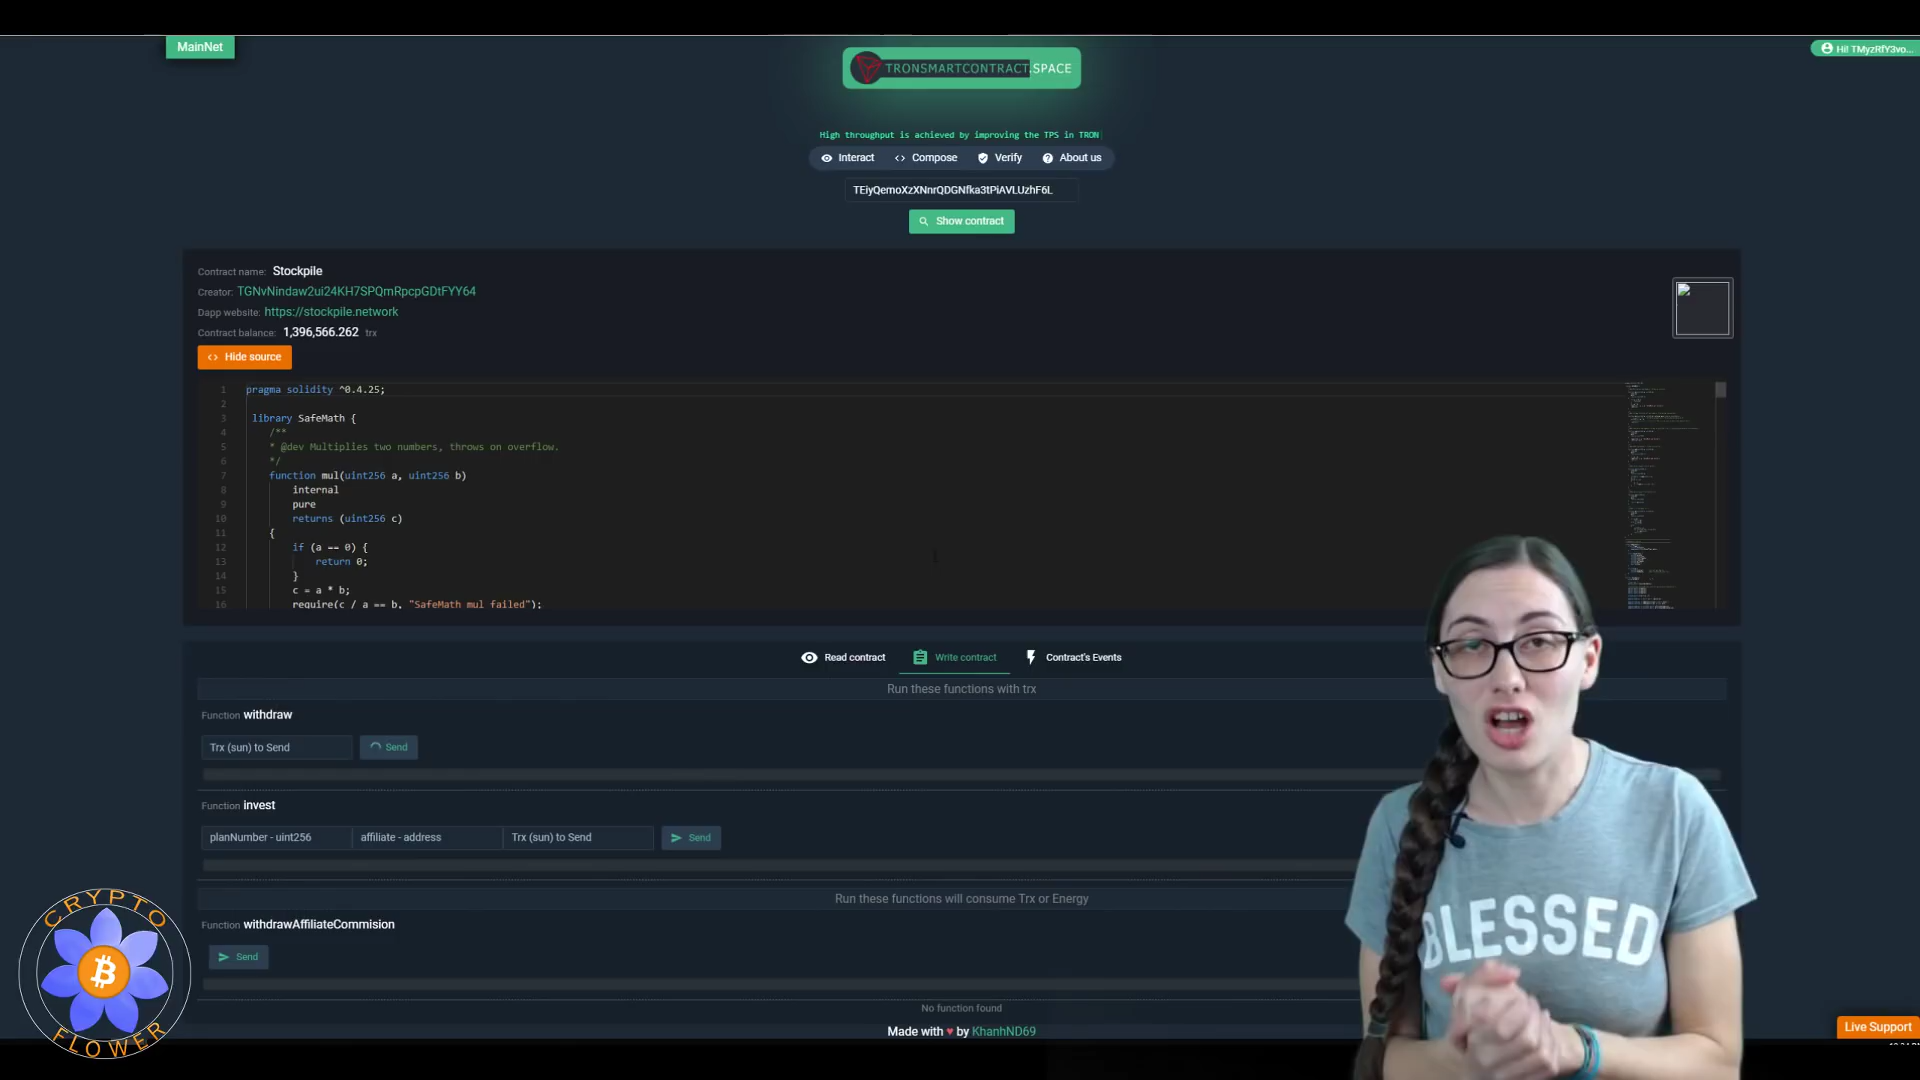 MainNet
Hi! TMyzRfY3vo...
TRONSMARTCONTRACT.SPACE
High throughput is achieved by improving the TPS in TRON
Interact
Compose
Verify
About us
TEiyQemoXzXNnrQDGNfka3tPiAVLUzhF6L
Show contract
Contract name: Stockpile
Creator: TGNvNindaw2ui24KH7SPQmRpcpGDtFYY64
Dapp website: https://stockpile.network
Contract balance: 1,396,566.262 trx
Hide source
1 pragma solidity ^0.4.25;
2
3 library SafeMath {
4 /**
5 * @dev Multiplies two numbers, throws on overflow.
6 */
7 function mul(uint256 a, uint256 b)
8 internal
9 pure
10 returns (uint256 c)
11 {
12 if (a == 0) {
13 return 0;
14 }
15 c = a * b;
16 require(c / a == b, "SafeMath mul failed");
Read contract
Write contract
Contract's Events
Run these functions with trx
Function withdraw
Trx (sun) to Send
Send
Function invest
planNumber - uint256
affiliate - address
Trx (sun) to Send
Send
Run these functions will consume Trx or Energy
Function withdrawAffiliateCommision
Send
No function found
Made with ♥ by KhanhND69
Live Support
CRYPTO
FLOWER
BLESSED